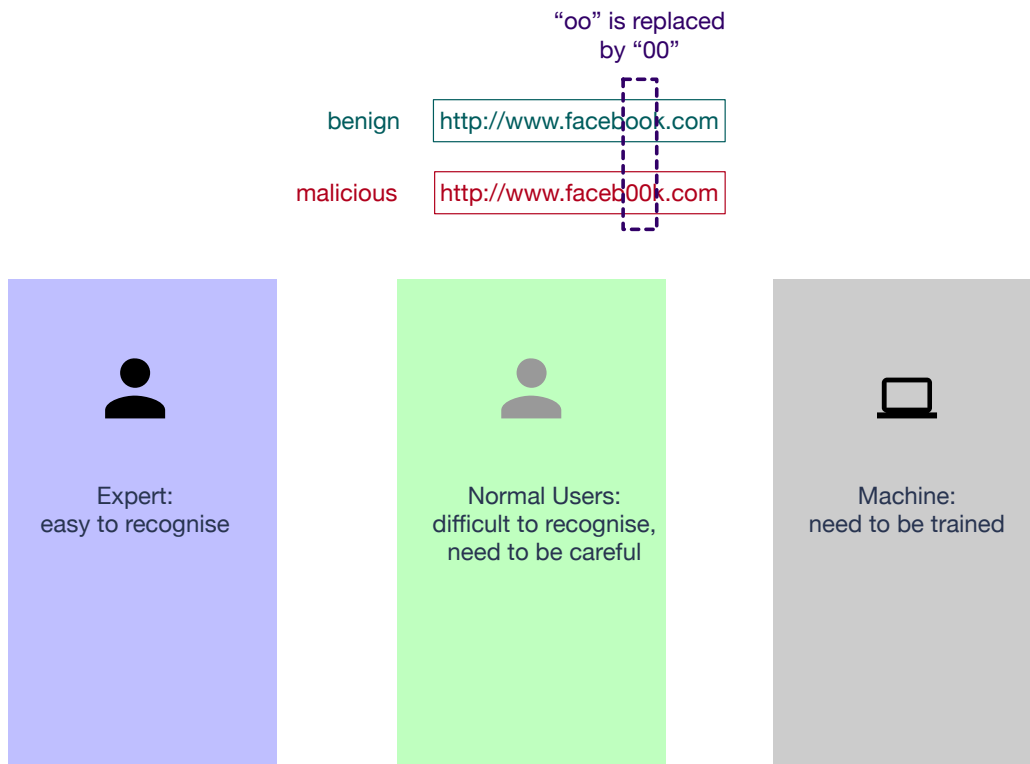 “oo” is replaced
by “00”
benign http://www.facebook.com
malicious http://www.faceb00k.com
Expert:
easy to recognise
Normal Users:
difficult to recognise,
need to be careful
Machine:
need to be trained